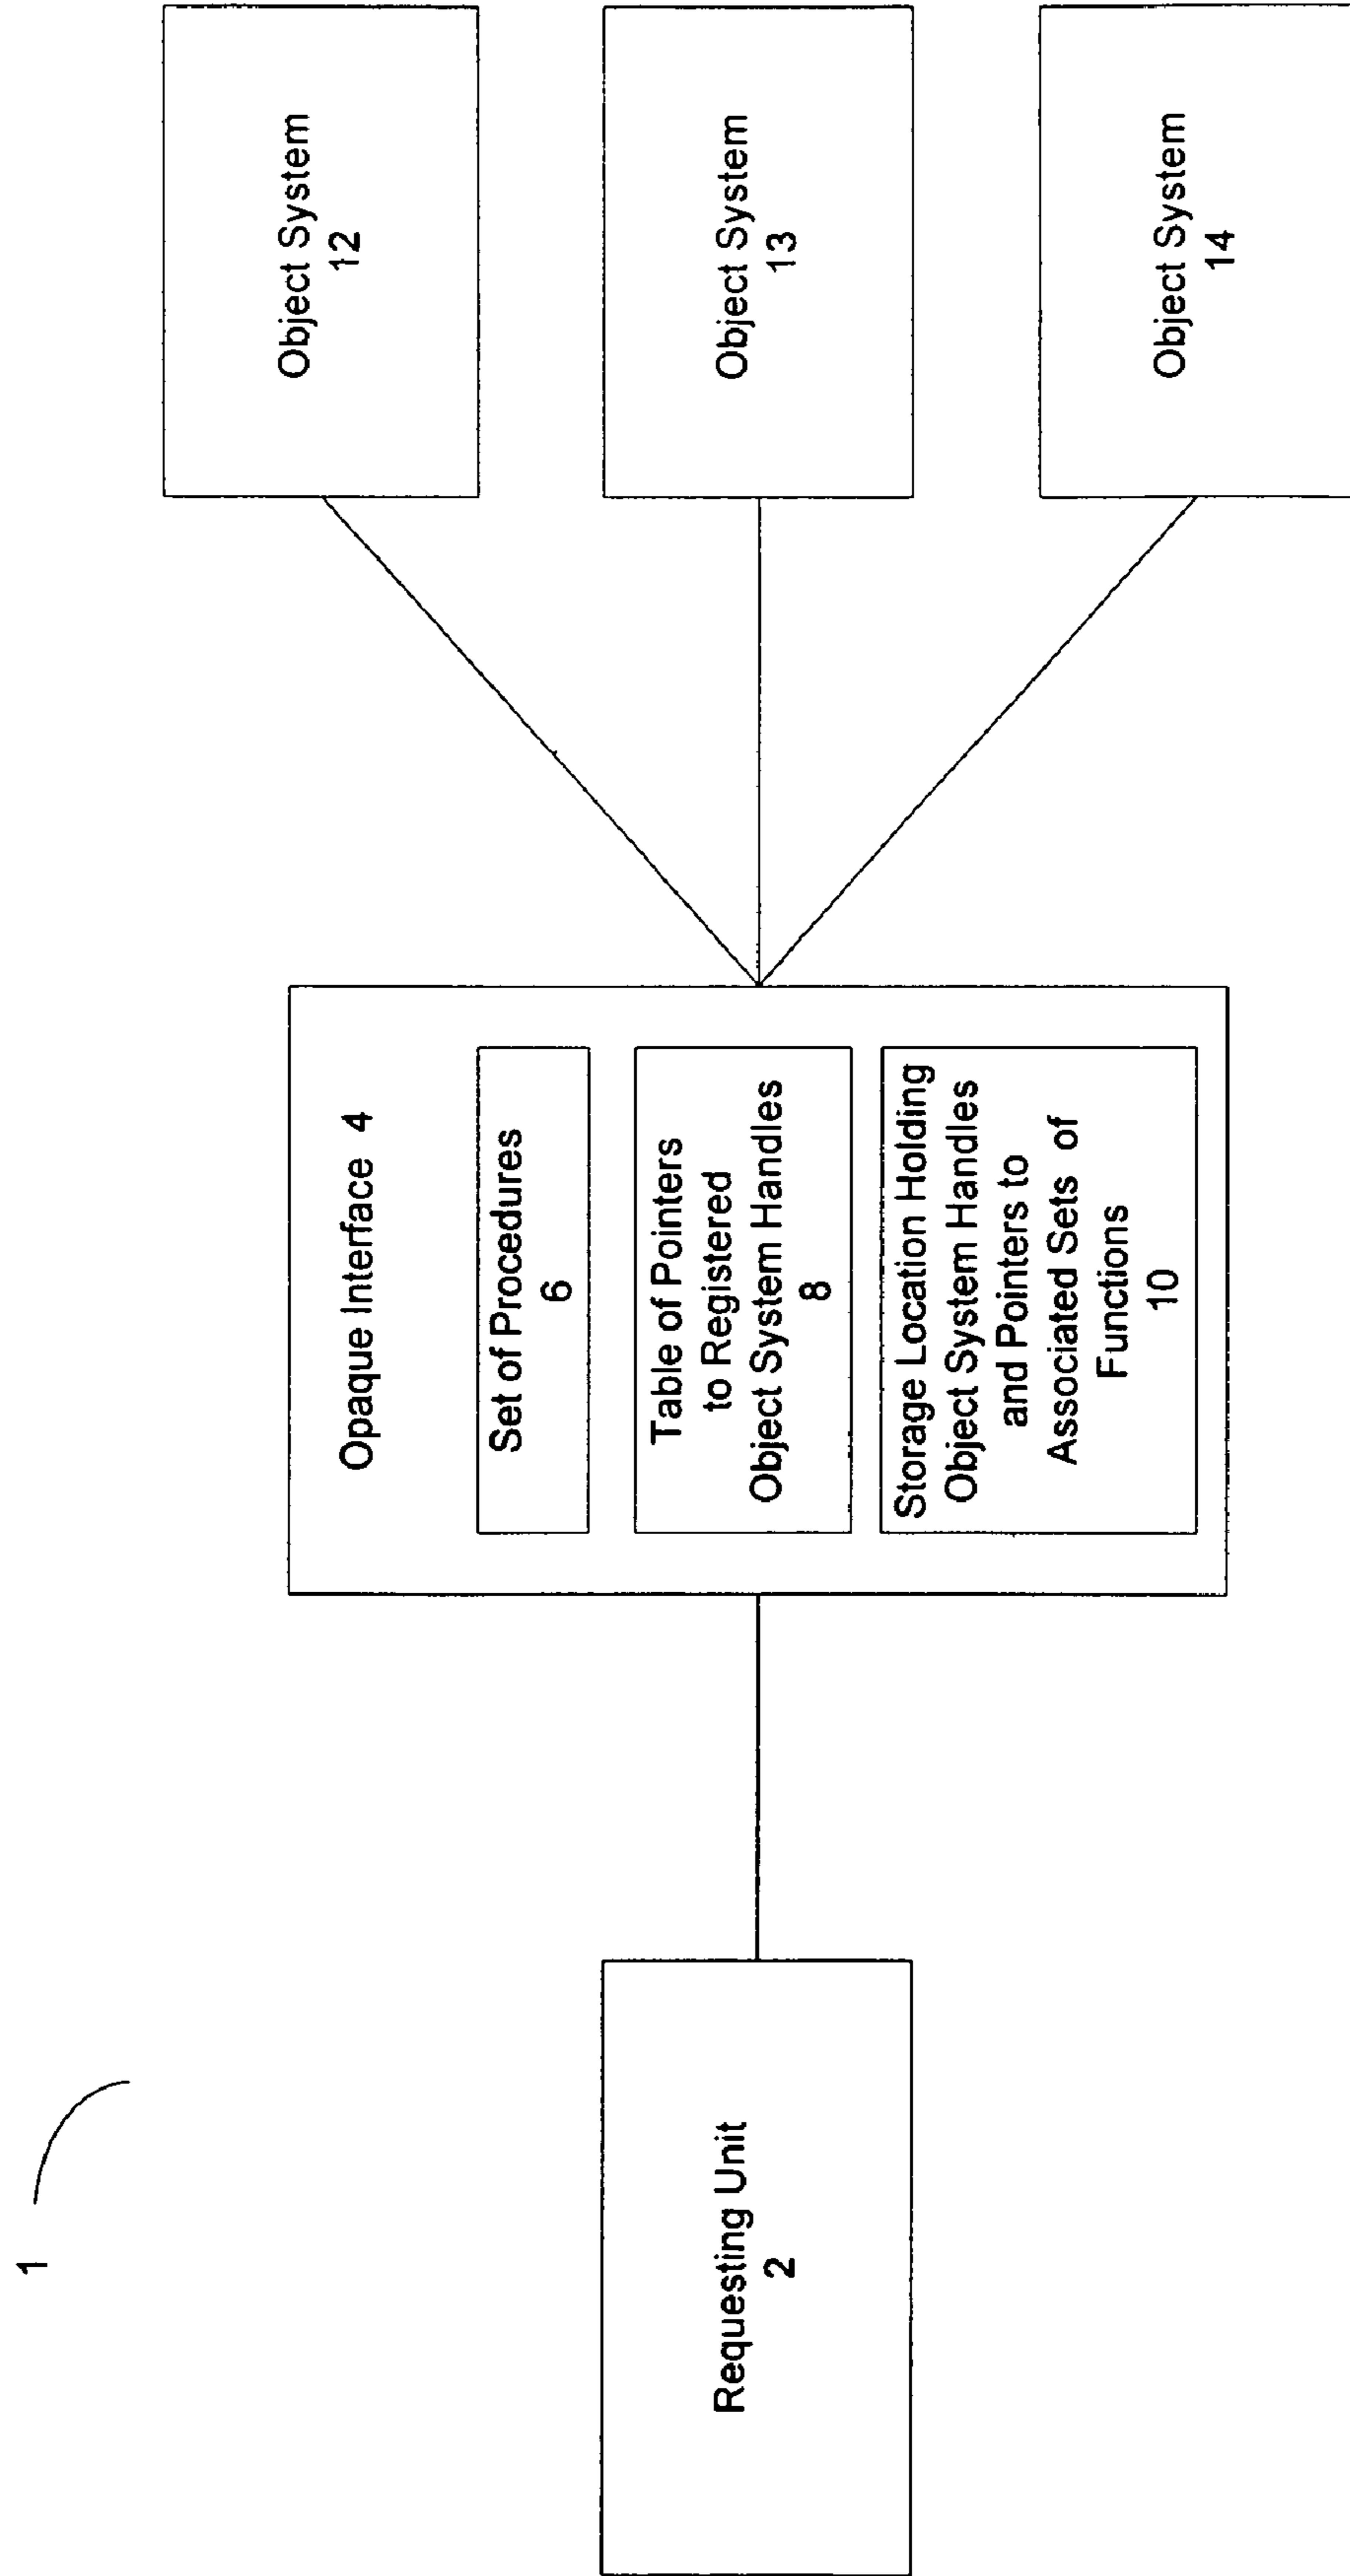 1
Requesting Unit
2
Opaque Interface 4
Set of Procedures
6
Table of Pointers
to Registered
Object System Handles
8
Storage Location Holding
Object System Handles
and Pointers to
Associated Sets of
Functions
10
Object System
12
Object System
13
Object System
14